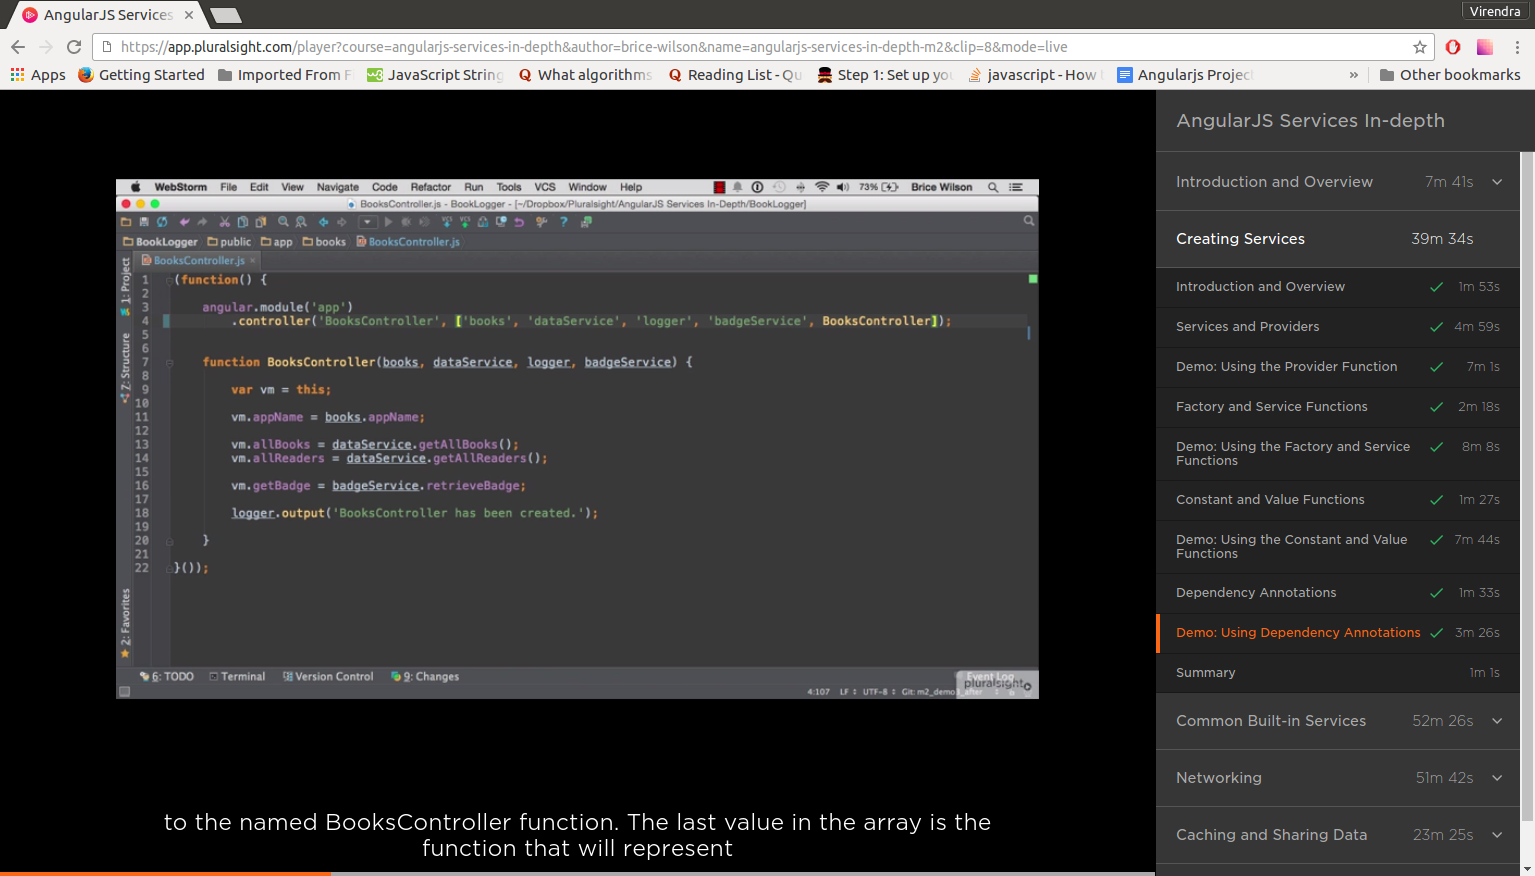 AngularJS Services
Virendra
https://app.pluralsight.com/player?course=angularjs-services-in-depth&author=brice-wilson&name=angularjs-services-in-depth-m2&clip=8&mode=live
Apps Getting Started Imported From F JavaScript String What algorithms Reading List - Qu Step 1: Set up you javascript - How Angularjs Project » Other bookmarks
WebStorm File Edit View Navigate Code Refactor Run Tools VCS Window Help 73% Brice Wilson
BooksController.js - BookLogger - [~/Dropbox/Pluralsight/AngularJS Services In-Depth/BookLogger]
BookLogger public app books BooksController.js
BooksController.js
1: Project
Z: Structure
2: Favorites
1 (function() {
2
3 angular.module('app')
4 .controller('BooksController', ['books', 'dataService', 'logger', 'badgeService', BooksController]);
5
6
7 function BooksController(books, dataService, logger, badgeService) {
8
9 var vm = this;
10
11 vm.appName = books.appName;
12
13 vm.allBooks = dataService.getAllBooks();
14 vm.allReaders = dataService.getAllReaders();
15
16 vm.getBadge = badgeService.retrieveBadge;
17
18 logger.output('BooksController has been created.');
19
20 }
21
22 }());
6: TODO Terminal Version Control 9: Changes Event Log
pluralsight
4:107 LF UTF-8 Git: m2_demo3_after
to the named BooksController function. The last value in the array is the
function that will represent
AngularJS Services In-depth
Introduction and Overview 7m 41s
Creating Services 39m 34s
Introduction and Overview 1m 53s
Services and Providers 4m 59s
Demo: Using the Provider Function 7m 1s
Factory and Service Functions 2m 18s
Demo: Using the Factory and Service 8m 8s
Functions
Constant and Value Functions 1m 27s
Demo: Using the Constant and Value 7m 44s
Functions
Dependency Annotations 1m 33s
Demo: Using Dependency Annotations 3m 26s
Summary 1m 1s
Common Built-in Services 52m 26s
Networking 51m 42s
Caching and Sharing Data 23m 25s